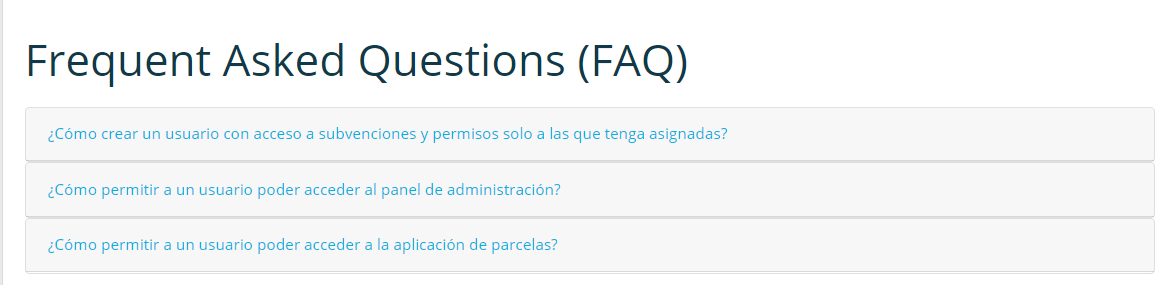 Frequent Asked Questions (FAQ)
¿Cómo crear un usuario con acceso a subvenciones y permisos solo a las que tenga asignadas?
¿Cómo permitir a un usuario poder acceder al panel de administración?
¿Cómo permitir a un usuario poder acceder a la aplicación de parcelas?